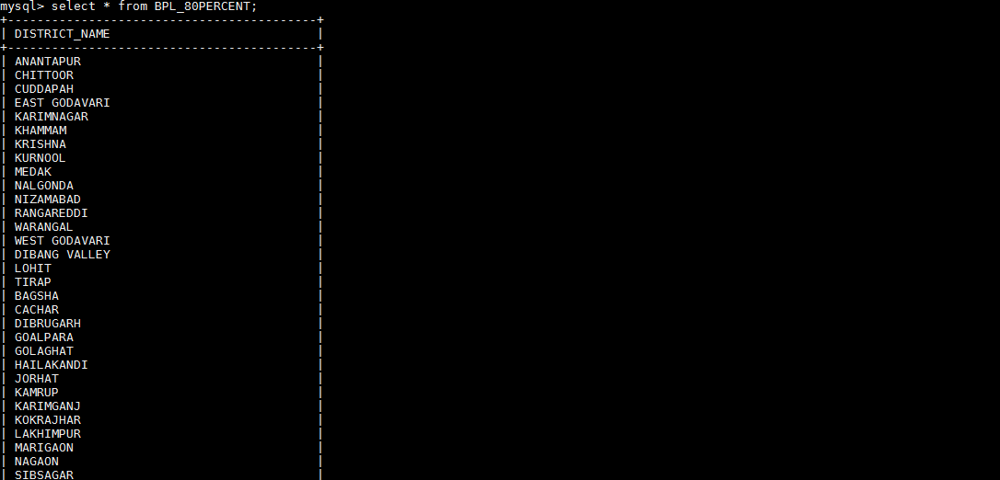 mysql> select * from BPL_80PERCENT;
+------------------------------------------+
| DISTRICT_NAME                            |
+------------------------------------------+
| ANANTAPUR                                |
| CHITTOOR                                 |
| CUDDAPAH                                 |
| EAST GODAVARI                            |
| KARIMNAGAR                               |
| KHAMMAM                                  |
| KRISHNA                                  |
| KURNOOL                                  |
| MEDAK                                    |
| NALGONDA                                 |
| NIZAMABAD                                |
| RANGAREDDI                               |
| WARANGAL                                 |
| WEST GODAVARI                            |
| DIBANG VALLEY                            |
| LOHIT                                    |
| TIRAP                                    |
| BAGSHA                                   |
| CACHAR                                   |
| DIBRUGARH                                |
| GOALPARA                                 |
| GOLAGHAT                                 |
| HAILAKANDI                               |
| JORHAT                                   |
| KAMRUP                                   |
| KARIMGANJ                                |
| KOKRAJHAR                                |
| LAKHIMPUR                                |
| MARIGAON                                 |
| NAGAON                                   |
| SIBSAGAR                                 |